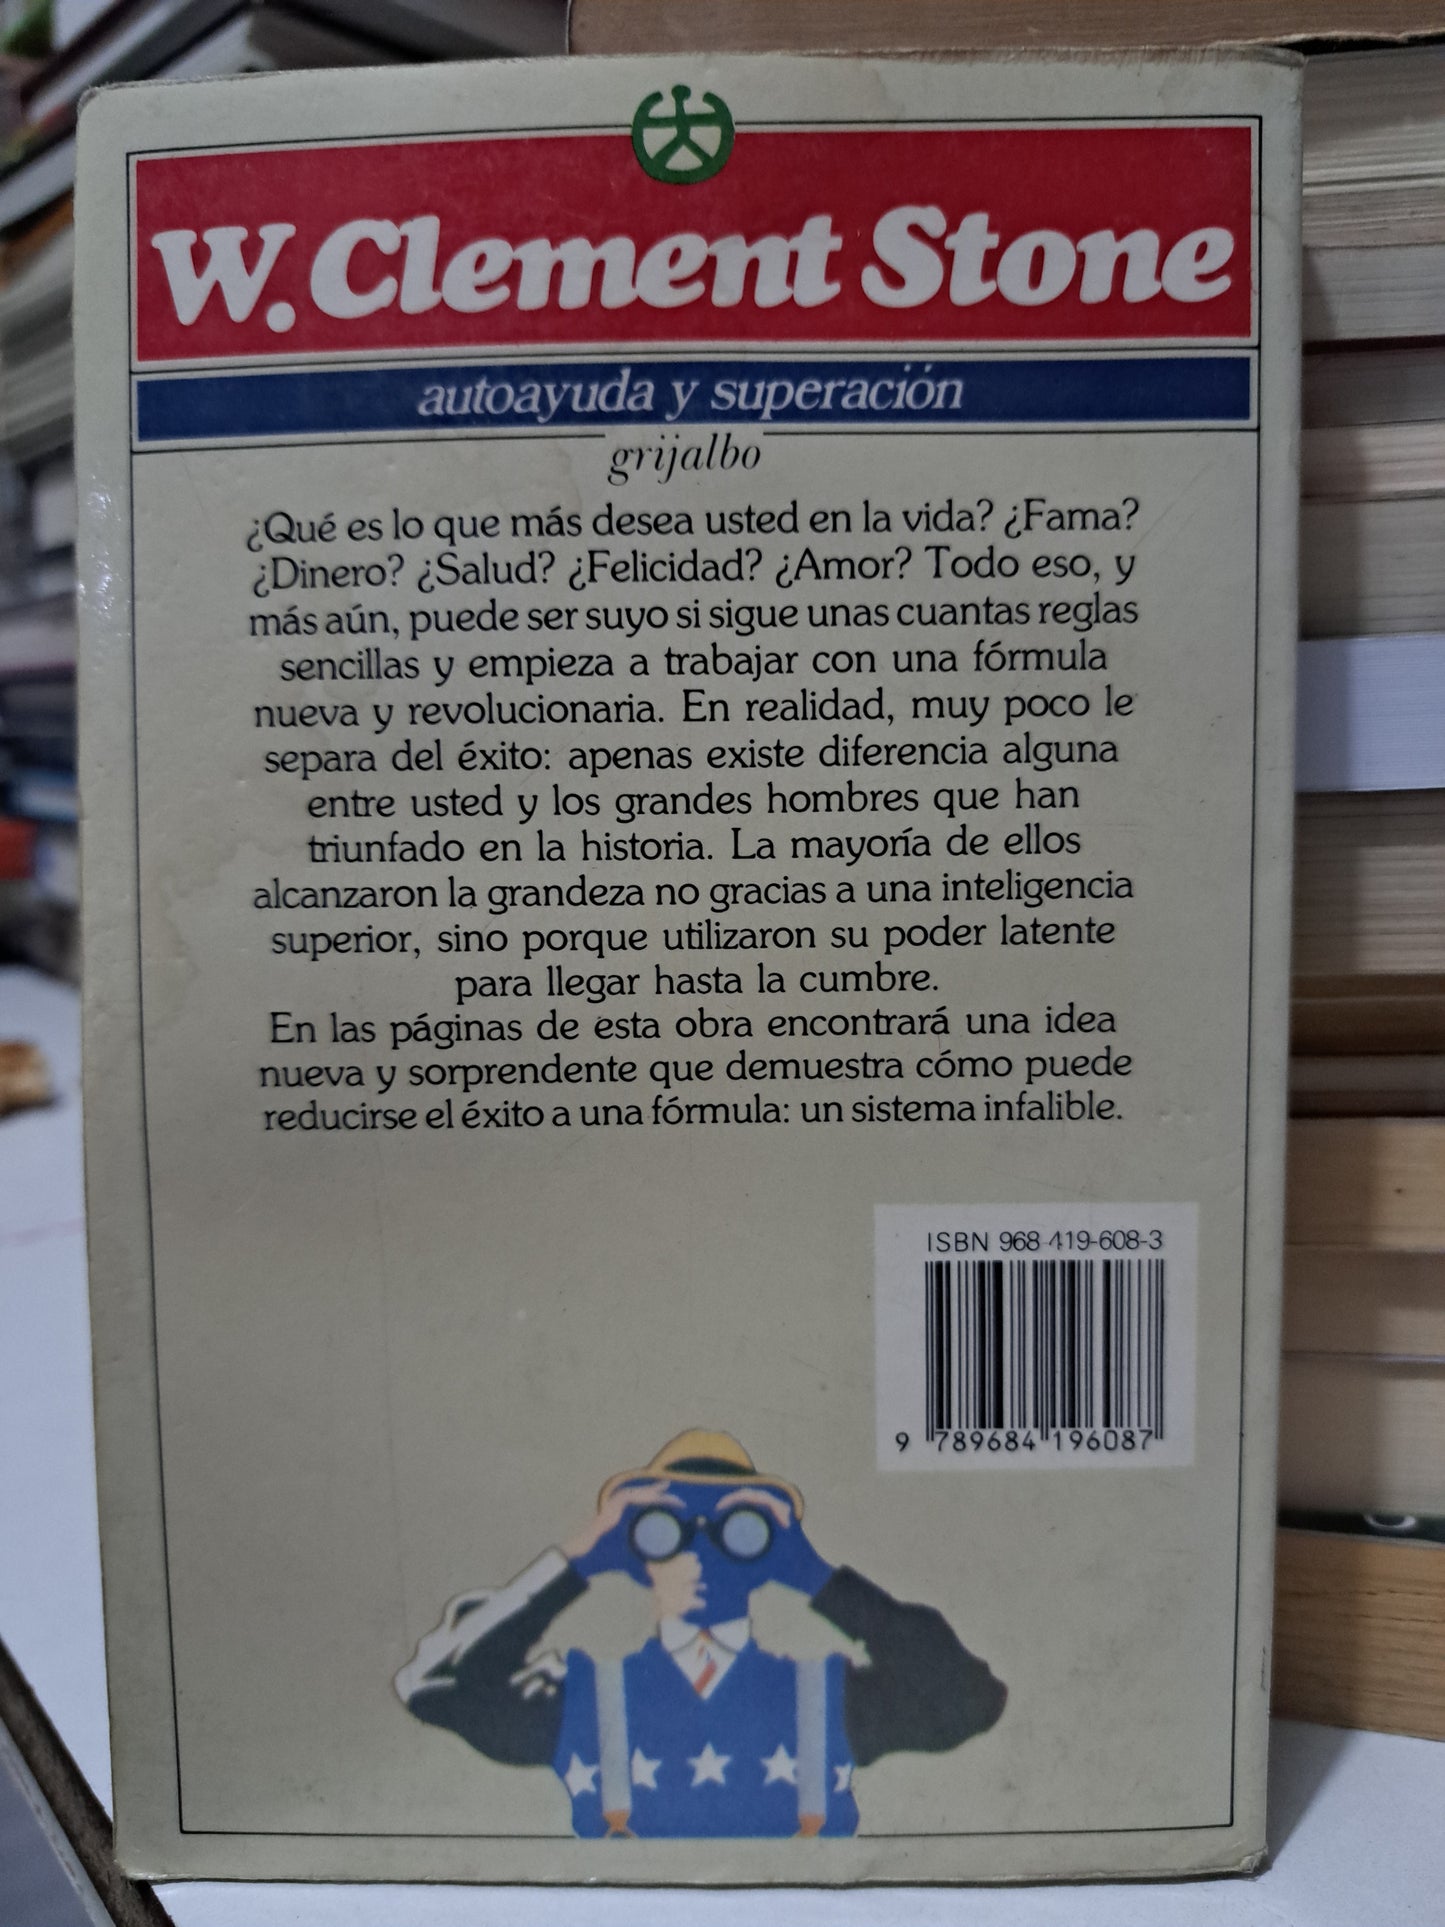 W. Clement Stone
autoayuda y superación
grijalbo
¿Qué es lo que más desea usted en la vida? ¿Fama?
¿Dinero? ¿Salud? ¿Felicidad? ¿Amor? Todo eso, y
más aún, puede ser suyo si sigue unas cuantas reglas
sencillas y empieza a trabajar con una fórmula
nueva y revolucionaria. En realidad, muy poco le
separa del éxito: apenas existe diferencia alguna
entre usted y los grandes hombres que han
triunfado en la historia. La mayoría de ellos
alcanzaron la grandeza no gracias a una inteligencia
superior, sino porque utilizaron su poder latente
para llegar hasta la cumbre.
En las páginas de esta obra encontrará una idea
nueva y sorprendente que demuestra cómo puede
reducirse el éxito a una fórmula: un sistema infalible.
ISBN 968-419-608-3
9 789684 196087